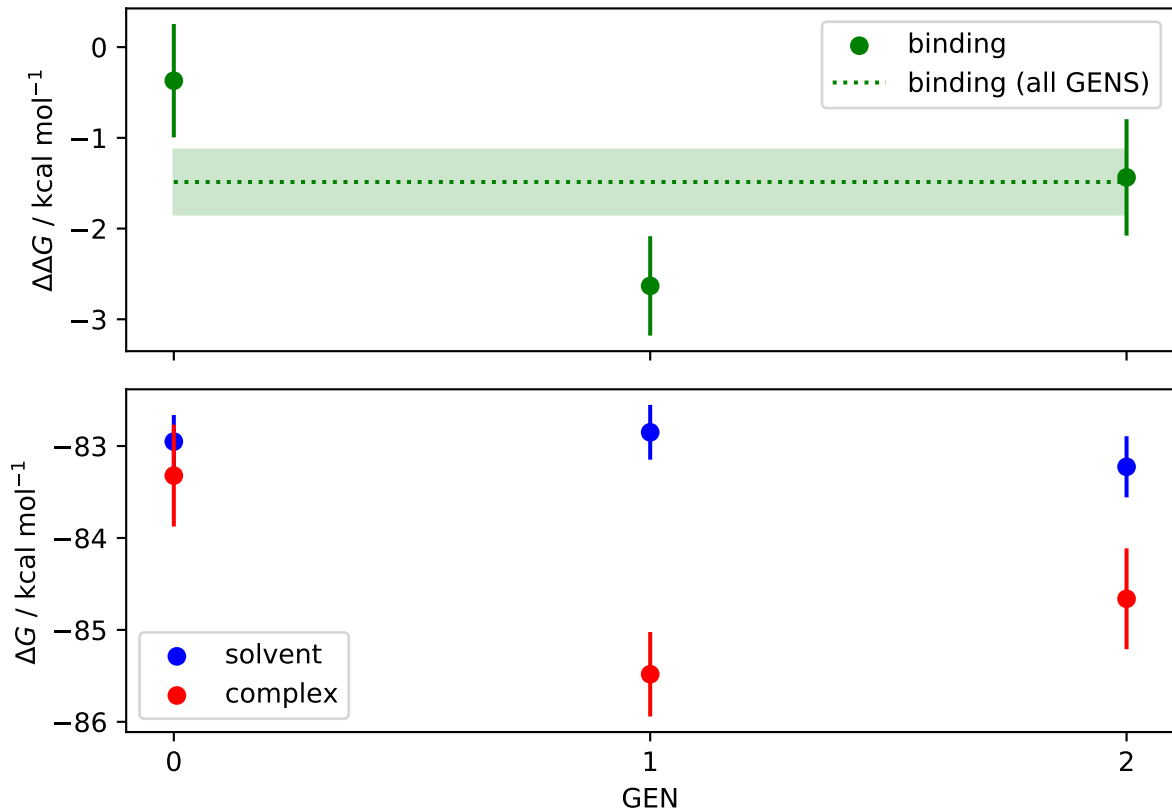 ΔΔG / kcal mol⁻¹
0
−1
−2
−3
binding
binding (all GENS)
ΔG / kcal mol⁻¹
−83
−84
−85
−86
solvent
complex
0 1 2
GEN